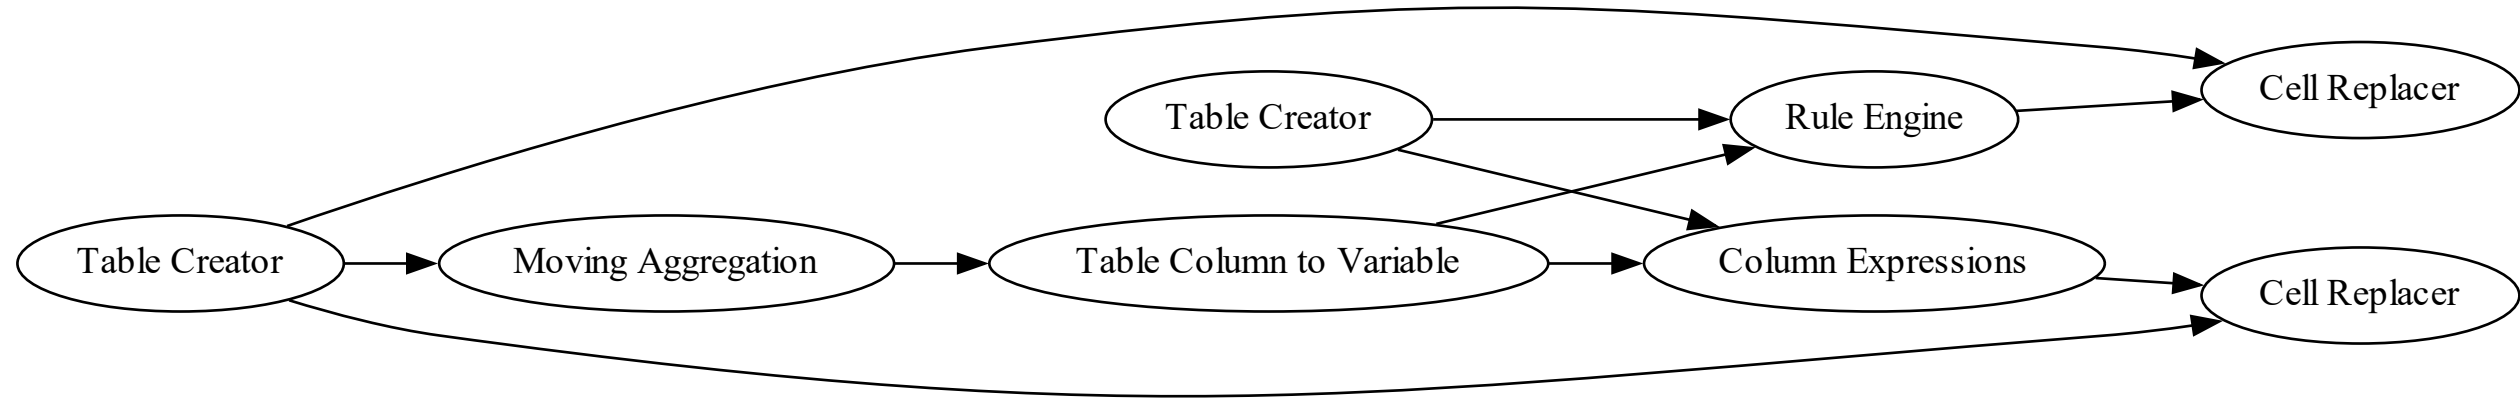 Cell Replacer
Table Creator
Rule Engine
Table Creator
Moving Aggregation
Table Column to Variable
Column Expressions
Cell Replacer